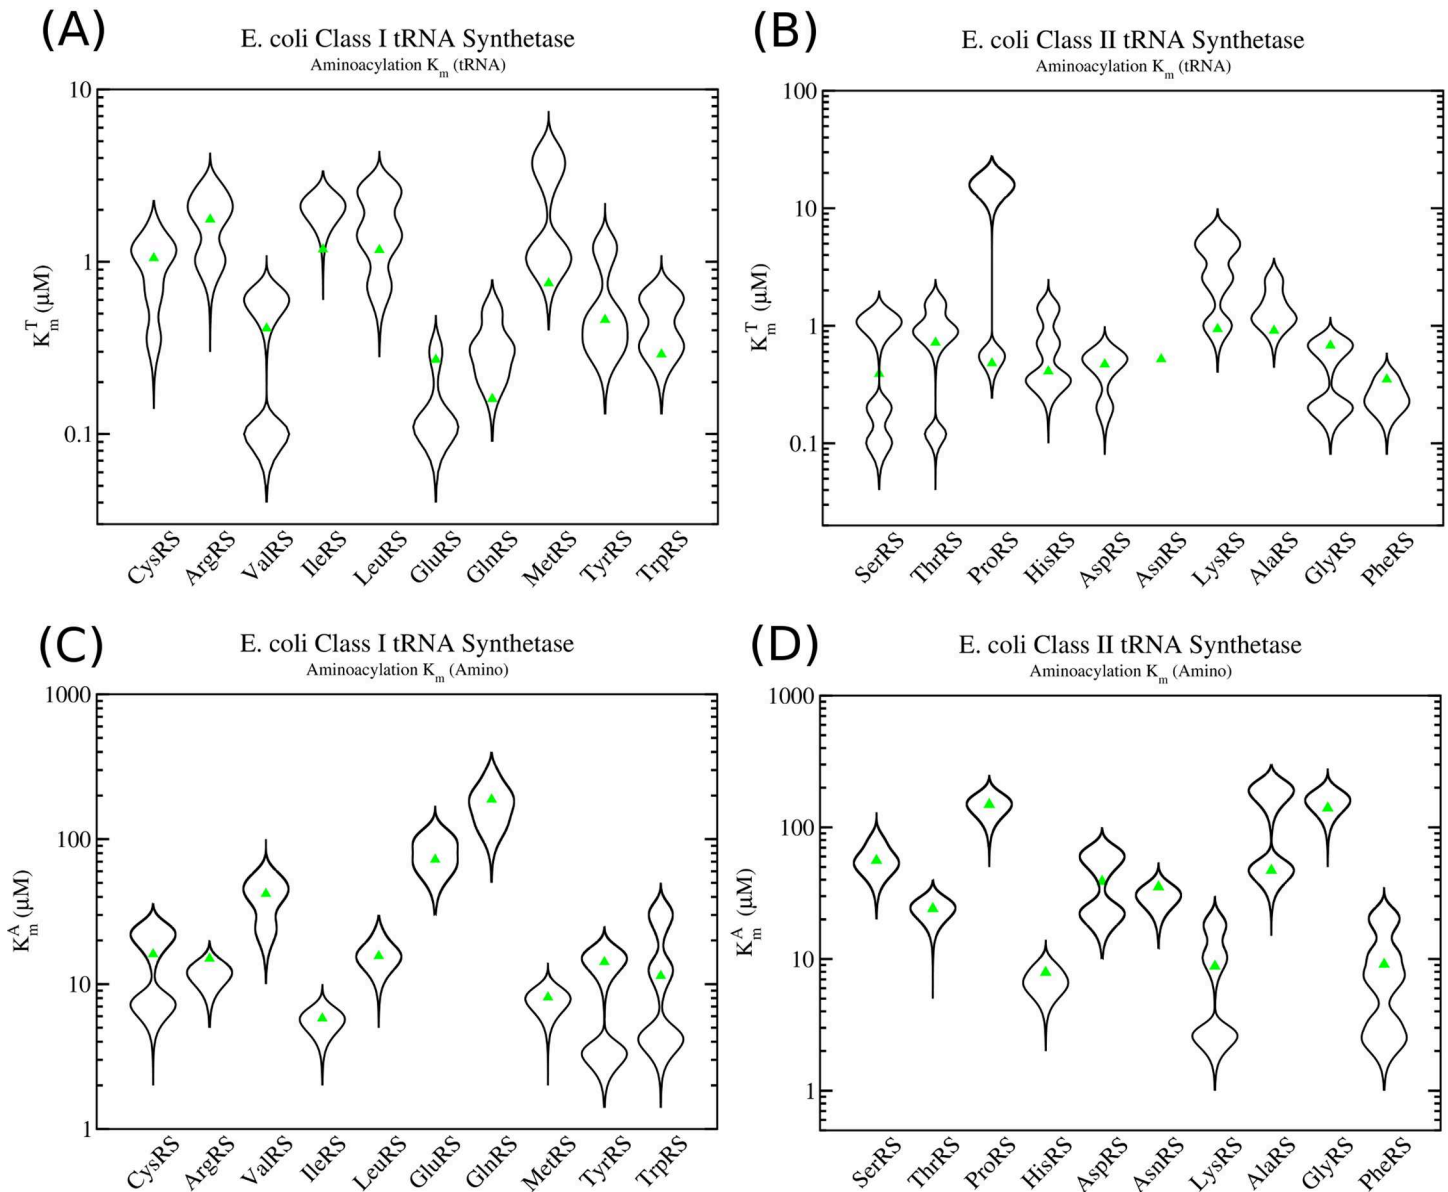 (A)
E. coli Class I tRNA Synthetase
Aminoacylation Km (tRNA)
10
1
0.1
KmT (μM)
CysRS
ArgRS
ValRS
IleRS
LeuRS
GluRS
GlnRS
MetRS
TyrRS
TrpRS
(B)
E. coli Class II tRNA Synthetase
Aminoacylation Km (tRNA)
100
10
1
0.1
KmT (μM)
SerRS
ThrRS
ProRS
HisRS
AspRS
AsnRS
LysRS
AlaRS
GlyRS
PheRS
(C)
E. coli Class I tRNA Synthetase
Aminoacylation Km (Amino)
1000
100
10
1
KmA (μM)
CysRS
ArgRS
ValRS
IleRS
LeuRS
GluRS
GlnRS
MetRS
TyrRS
TrpRS
(D)
E. coli Class II tRNA Synthetase
Aminoacylation Km (Amino)
1000
100
10
1
KmA (μM)
SerRS
ThrRS
ProRS
HisRS
AspRS
AsnRS
LysRS
AlaRS
GlyRS
PheRS